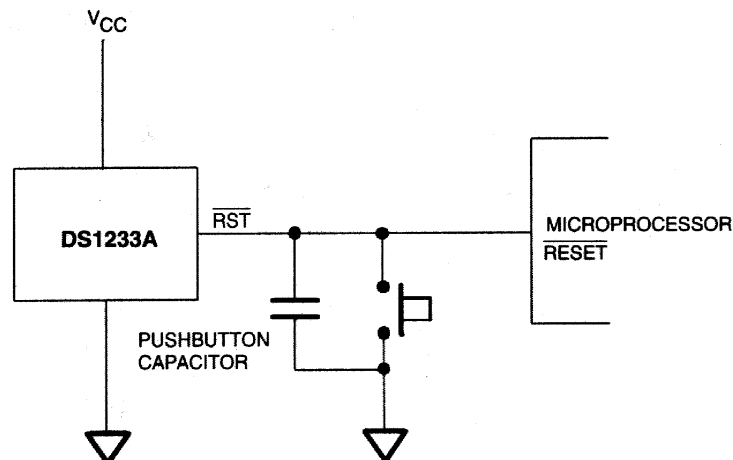 VCC
DS1233A
RST
MICROPROCESSOR
RESET
PUSHBUTTON
CAPACITOR